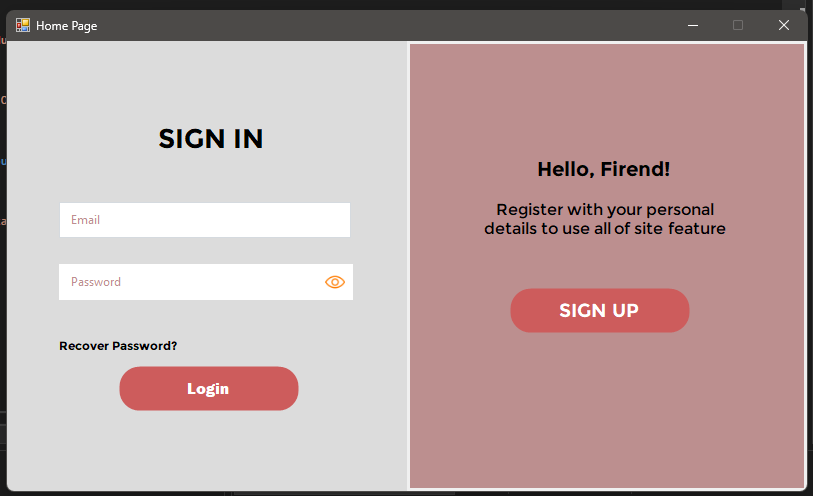 Home Page
SIGN IN
Email
Password
Recover Password?
Login
Hello, Firend!
Register with your personal
details to use all of site feature
SIGN UP